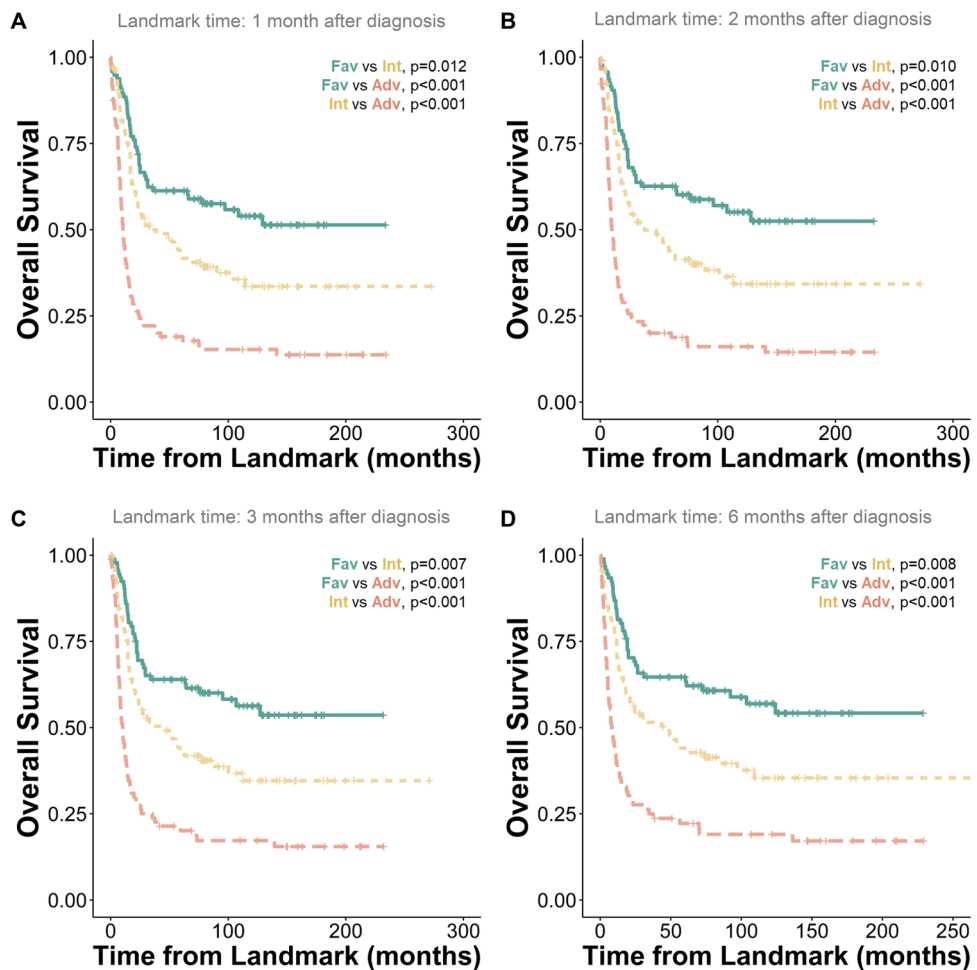 A
Landmark time: 1 month after diagnosis
1.00
0.75
0.50
0.25
0.00
Overall Survival
Fav vs Int, p=0.012
Fav vs Adv, p<0.001
Int vs Adv, p<0.001
0 100 200 300
Time from Landmark (months)
B
Landmark time: 2 months after diagnosis
1.00
0.75
0.50
0.25
0.00
Overall Survival
Fav vs Int, p=0.010
Fav vs Adv, p<0.001
Int vs Adv, p<0.001
0 100 200 300
Time from Landmark (months)
C
Landmark time: 3 months after diagnosis
1.00
0.75
0.50
0.25
0.00
Overall Survival
Fav vs Int, p=0.007
Fav vs Adv, p<0.001
Int vs Adv, p<0.001
0 100 200 300
Time from Landmark (months)
D
Landmark time: 6 months after diagnosis
1.00
0.75
0.50
0.25
0.00
Overall Survival
Fav vs Int, p=0.008
Fav vs Adv, p<0.001
Int vs Adv, p<0.001
0 50 100 150 200 250
Time from Landmark (months)